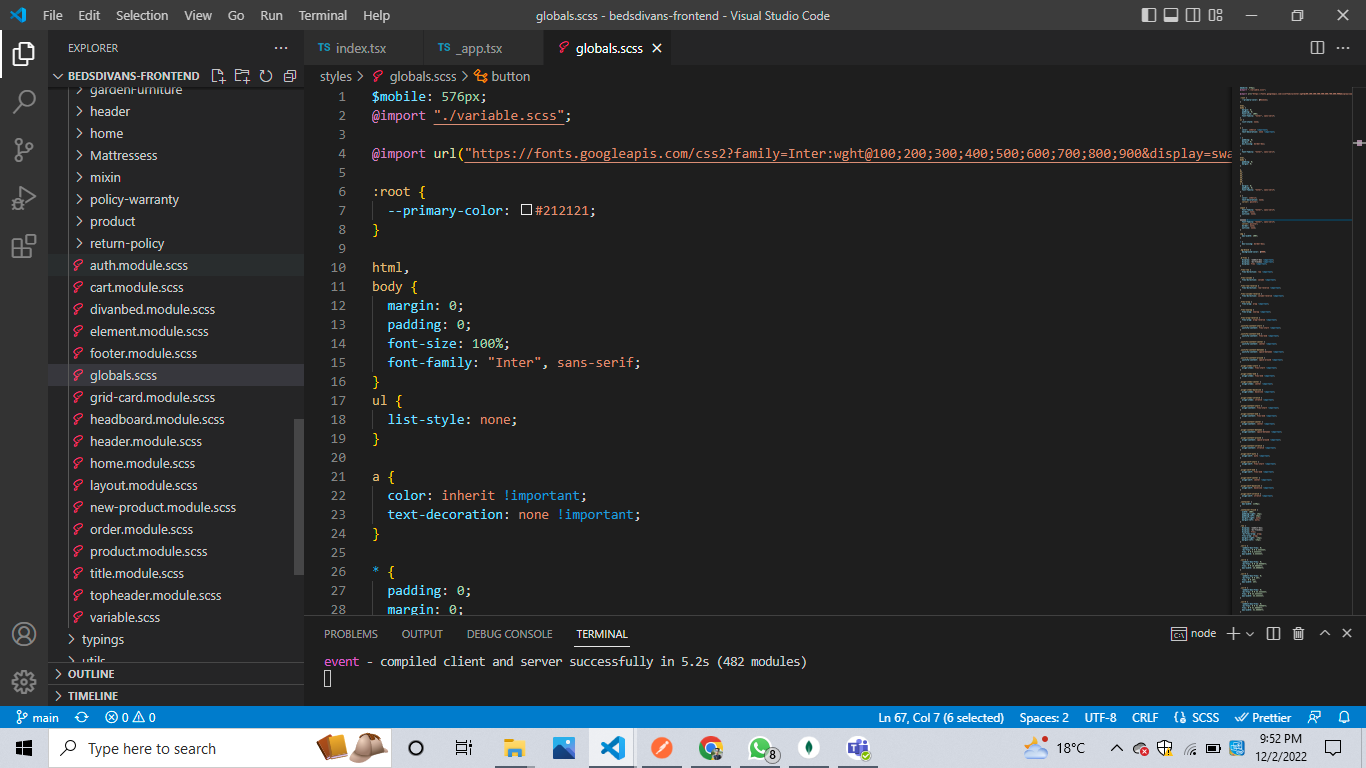 File Edit Selection View Go Run Terminal Help
globals.scss - bedsdivans-frontend - Visual Studio Code
EXPLORER
BEDSDIVANS-FRONTEND
gardenFurniture
header
home
Mattressess
mixin
policy-warranty
product
return-policy
auth.module.scss
cart.module.scss
divanbed.module.scss
element.module.scss
footer.module.scss
globals.scss
grid-card.module.scss
headboard.module.scss
header.module.scss
home.module.scss
layout.module.scss
new-product.module.scss
order.module.scss
product.module.scss
title.module.scss
topheader.module.scss
variable.scss
typings
utils
OUTLINE
TIMELINE
TS index.tsx TS _app.tsx globals.scss
styles > globals.scss > button
1 $mobile: 576px;
2 @import "./variable.scss";
3
4 @import url("https://fonts.googleapis.com/css2?family=Inter:wght@100;200;300;400;500;600;700;800;900&display=swa
5
6 :root {
7 --primary-color: #212121;
8 }
9
10 html,
11 body {
12 margin: 0;
13 padding: 0;
14 font-size: 100%;
15 font-family: "Inter", sans-serif;
16 }
17 ul {
18 list-style: none;
19 }
20
21 a {
22 color: inherit !important;
23 text-decoration: none !important;
24 }
25
26 * {
27 padding: 0;
28 margin: 0;
PROBLEMS OUTPUT DEBUG CONSOLE TERMINAL
node
event - compiled client and server successfully in 5.2s (482 modules)
main 0 0 Ln 67, Col 7 (6 selected) Spaces: 2 UTF-8 CRLF SCSS Prettier
Type here to search
8
18°C
9:52 PM
12/2/2022